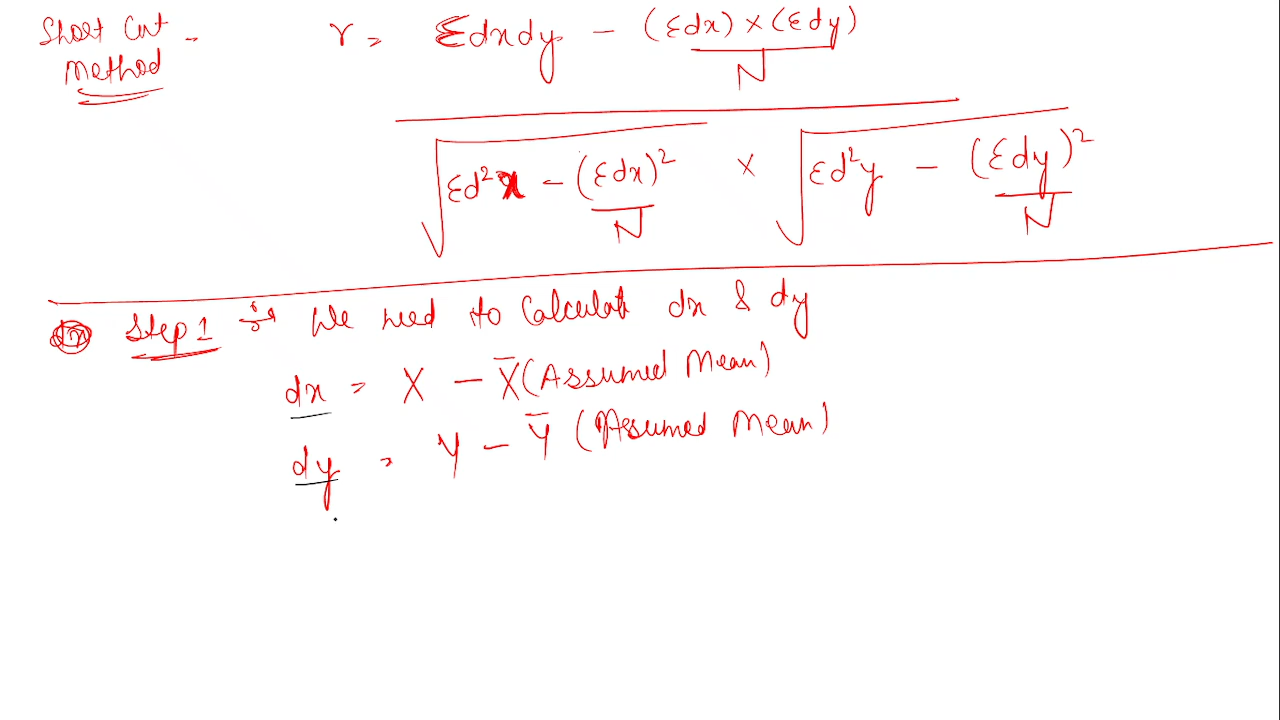 Short Cut -
Method
r = Σdxdy - (Σdx) × (Σdy)
N
√Σd²x - (Σdx)² × √Σd²y - (Σdy)²
N N
Step 1 :→ We need to Calculate dx & dy
dx = X - X̄ (Assumed Mean)
dy = Y - Ȳ (Assumed Mean)